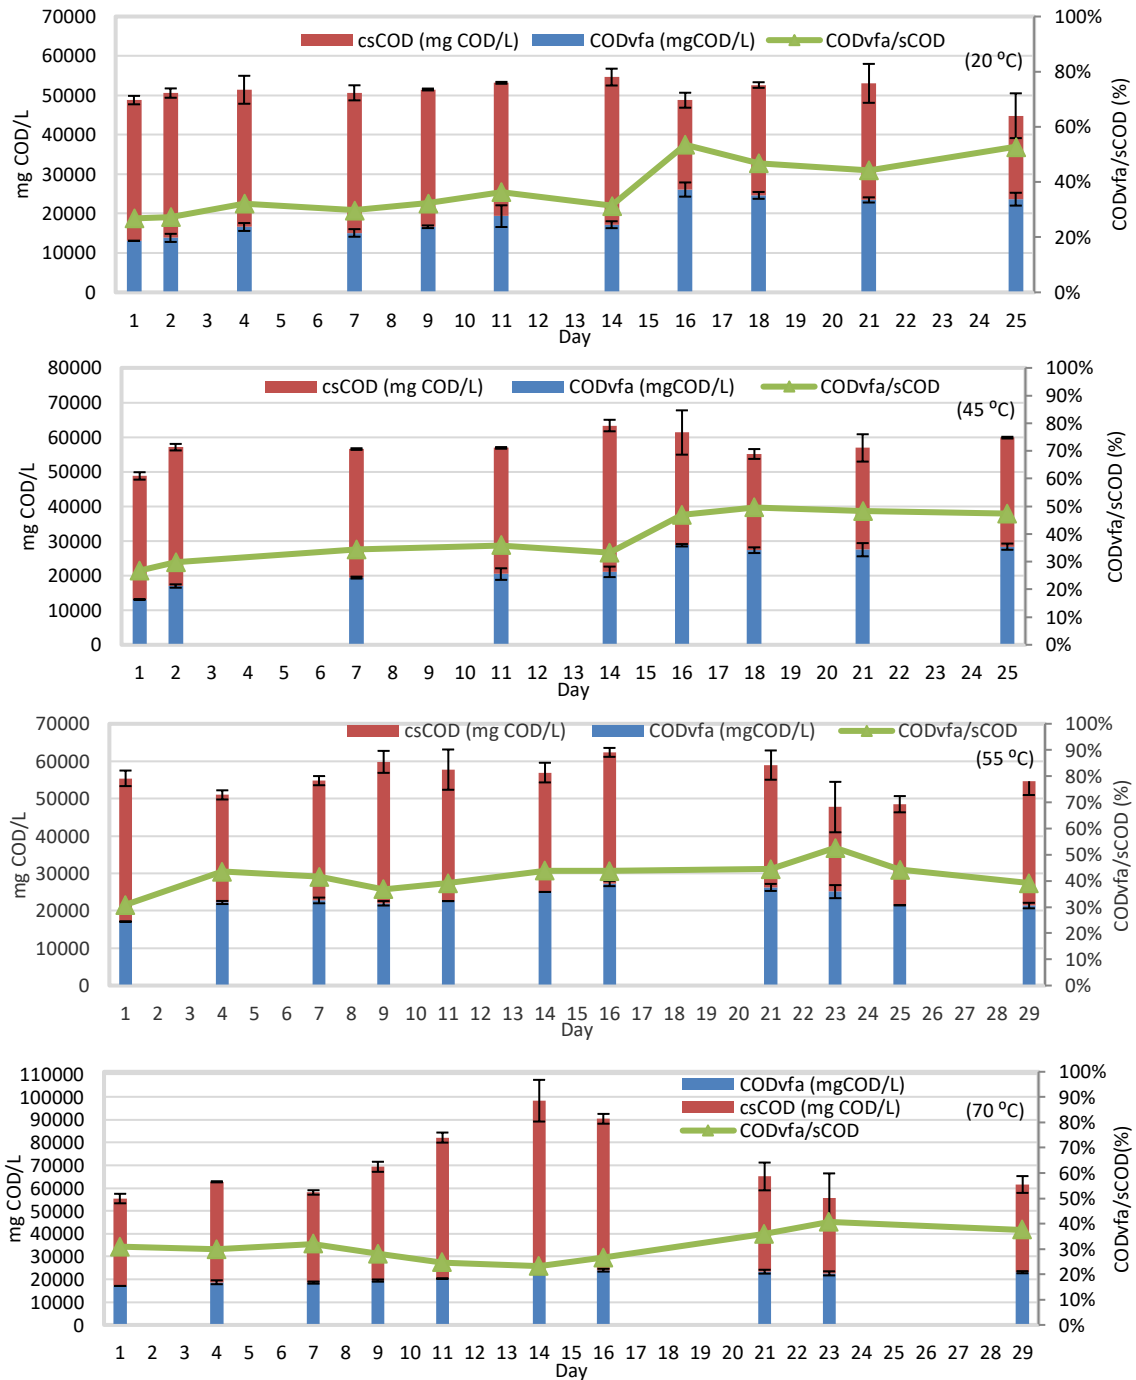 70000
60000
50000
40000
30000
20000
10000
0
mg COD/L
csCOD (mg COD/L) CODvfa (mgCOD/L) CODvfa/sCOD
(20 ⁰C)
100%
80%
60%
40%
20%
0%
CODvfa/sCOD (%)
1 2 3 4 5 6 7 8 9 10 11 12 13 14 15 16 17 18 19 20 21 22 23 24 25
Day
80000
70000
60000
50000
40000
30000
20000
10000
0
mg COD/L
csCOD (mg COD/L) CODvfa (mgCOD/L) CODvfa/sCOD
(45 ⁰C)
100%
90%
80%
70%
60%
50%
40%
30%
20%
10%
0%
CODvfa/sCOD (%)
1 2 3 4 5 6 7 8 9 10 11 12 13 14 15 16 17 18 19 20 21 22 23 24 25
Day
70000
60000
50000
40000
30000
20000
10000
0
mg COD/L
csCOD (mg COD/L) CODvfa (mgCOD/L) CODvfa/sCOD
(55 ⁰C)
100%
90%
80%
70%
60%
50%
40%
30%
20%
10%
0%
CODvfa/sCOD (%)
1 2 3 4 5 6 7 8 9 10 11 12 13 14 15 16 17 18 19 20 21 22 23 24 25 26 27 28 29
Day
110000
100000
90000
80000
70000
60000
50000
40000
30000
20000
10000
0
mg COD/L
CODvfa (mgCOD/L)
csCOD (mg COD/L)
CODvfa/sCOD
(70 ⁰C)
100%
90%
80%
70%
60%
50%
40%
30%
20%
10%
0%
CODvfa/sCOD(%)
1 2 3 4 5 6 7 8 9 10 11 12 13 14 15 16 17 18 19 20 21 22 23 24 25 26 27 28 29
Day